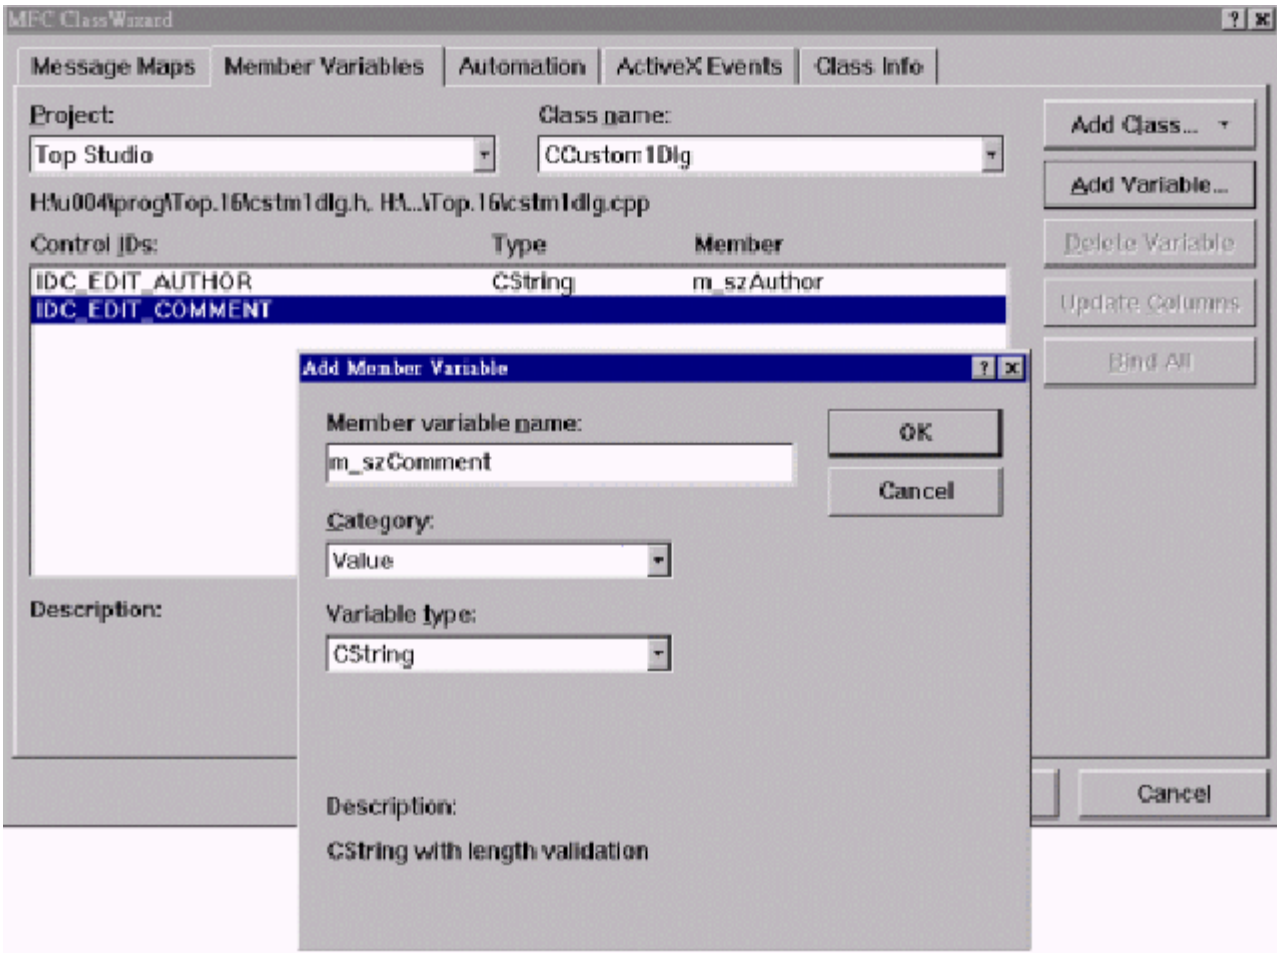 MFC ClassWizard
Message Maps Member Variables Automation ActiveX Events Class Info
Project: Class name:
Top Studio CCustom1Dlg
Add Class...
Add Variable...
H:\u004\prog\Top.16\cstm1dlg.h, H:\...\Top.16\cstm1dlg.cpp
Control IDs: Type Member
Delete Variable
IDC_EDIT_AUTHOR CString m_szAuthor
IDC_EDIT_COMMENT
Update Columns
Bind All
Add Member Variable
Member variable name:
m_szComment
OK
Cancel
Category:
Value
Variable type:
CString
Description:
Description:
CString with length validation
Cancel